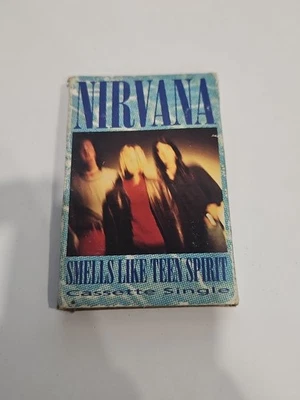 NIRVANA
SMELLS LIKE TEEN SPIRIT
Cassette Single